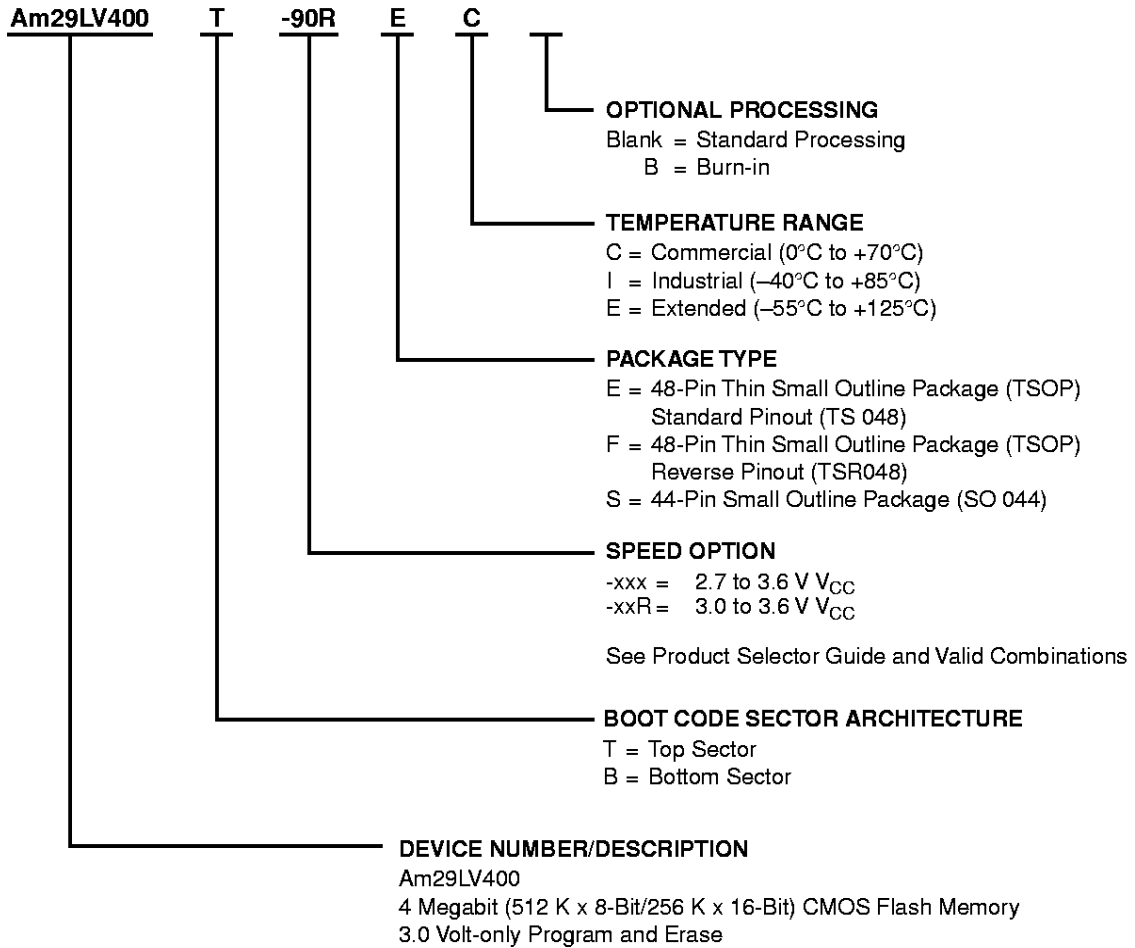 Am29LV400 T -90R E C
OPTIONAL PROCESSING
Blank = Standard Processing
B = Burn-in
TEMPERATURE RANGE
C = Commercial (0°C to +70°C)
I = Industrial (–40°C to +85°C)
E = Extended (–55°C to +125°C)
PACKAGE TYPE
E = 48-Pin Thin Small Outline Package (TSOP)
Standard Pinout (TS 048)
F = 48-Pin Thin Small Outline Package (TSOP)
Reverse Pinout (TSR048)
S = 44-Pin Small Outline Package (SO 044)
SPEED OPTION
-xxx = 2.7 to 3.6 V VCC
-xxR = 3.0 to 3.6 V VCC
See Product Selector Guide and Valid Combinations
BOOT CODE SECTOR ARCHITECTURE
T = Top Sector
B = Bottom Sector
DEVICE NUMBER/DESCRIPTION
Am29LV400
4 Megabit (512 K x 8-Bit/256 K x 16-Bit) CMOS Flash Memory
3.0 Volt-only Program and Erase